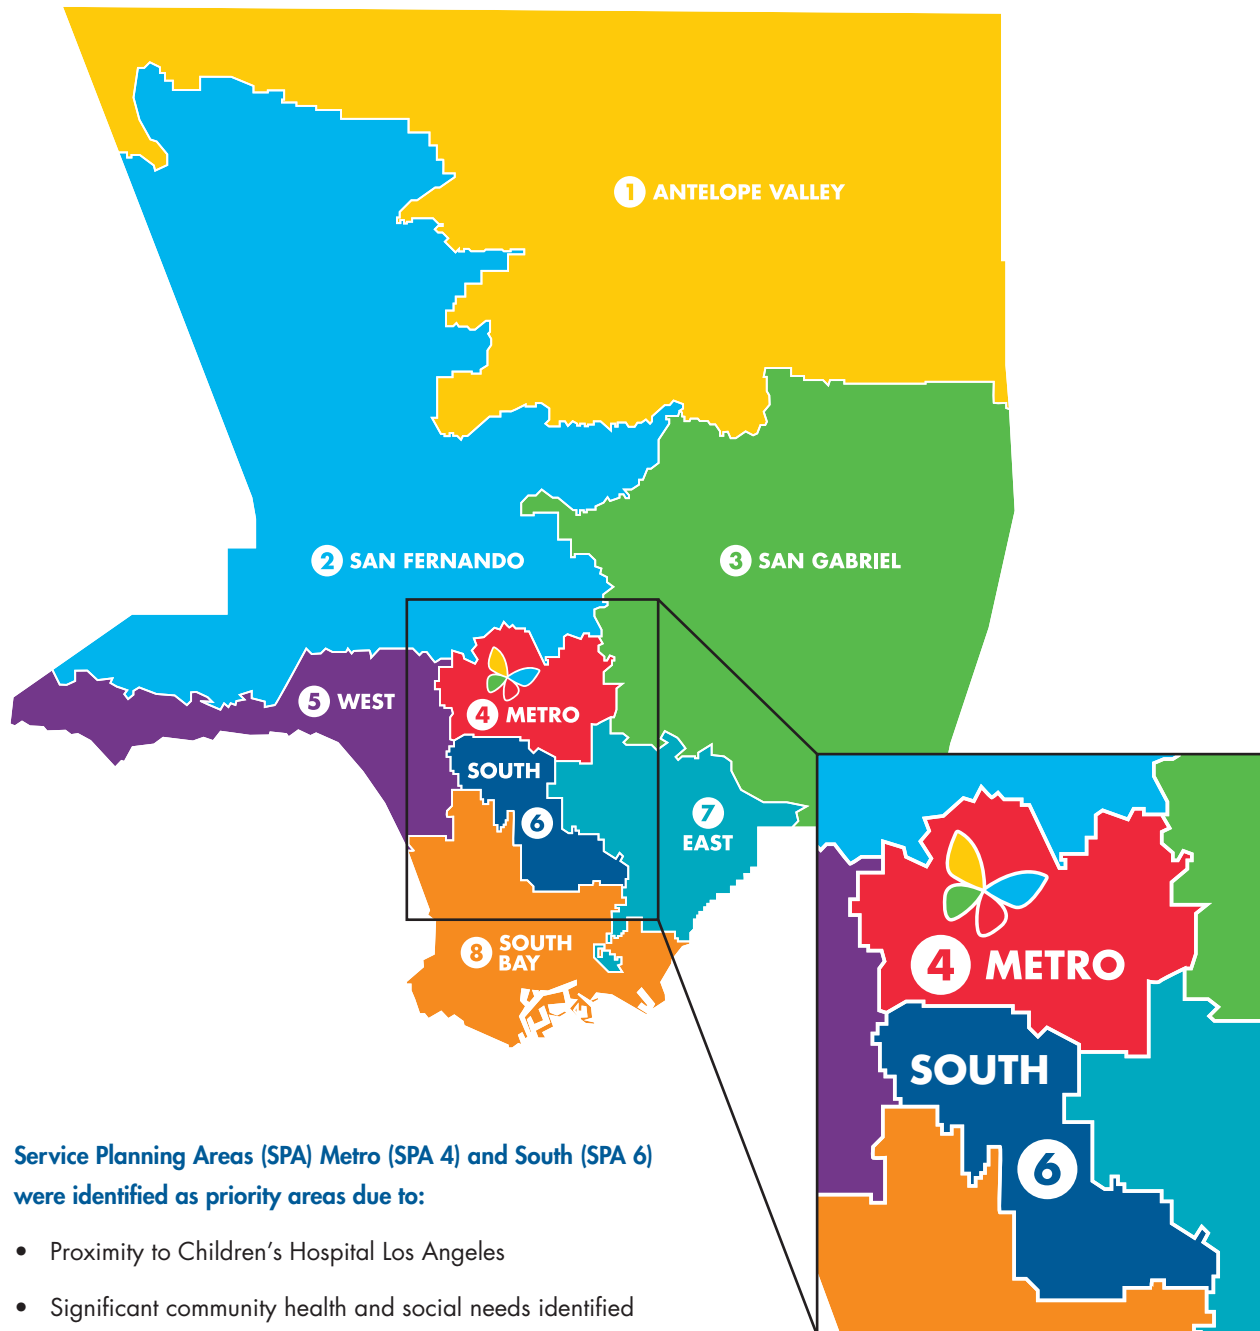 1 ANTELOPE VALLEY
2 SAN FERNANDO
3 SAN GABRIEL
5 WEST
4 METRO
SOUTH
6
7
EAST
8 SOUTH
BAY
4 METRO
SOUTH
6
Service Planning Areas (SPA) Metro (SPA 4) and South (SPA 6)
were identified as priority areas due to:
• Proximity to Children's Hospital Los Angeles
• Significant community health and social needs identified